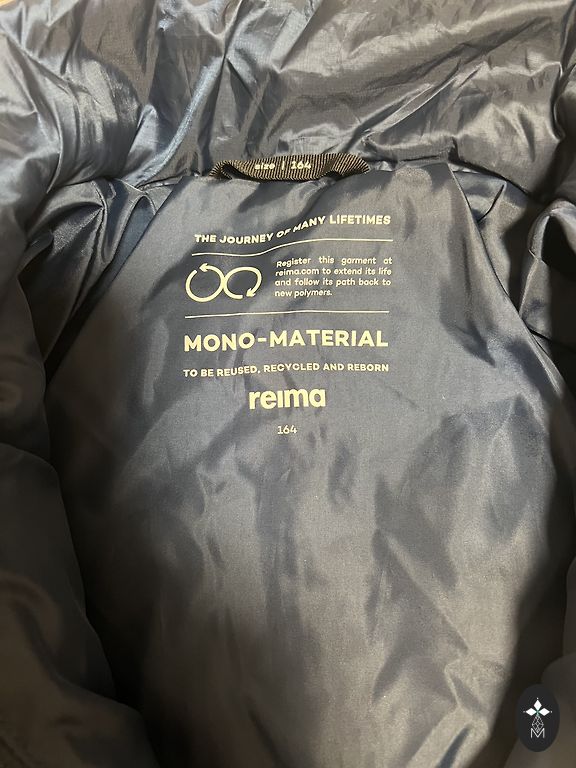 size | 164
THE JOURNEY OF MANY LIFETIMES
Register this garment at
reima.com to extend its life
and follow its path back to
new polymers.
MONO-MATERIAL
TO BE REUSED, RECYCLED AND REBORN
reima
164
M